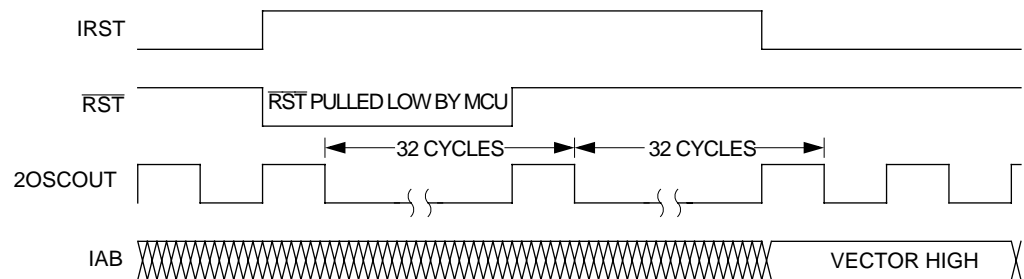 IRST
RST
RST PULLED LOW BY MCU
32 CYCLES
32 CYCLES
2OSCOUT
IAB
VECTOR HIGH